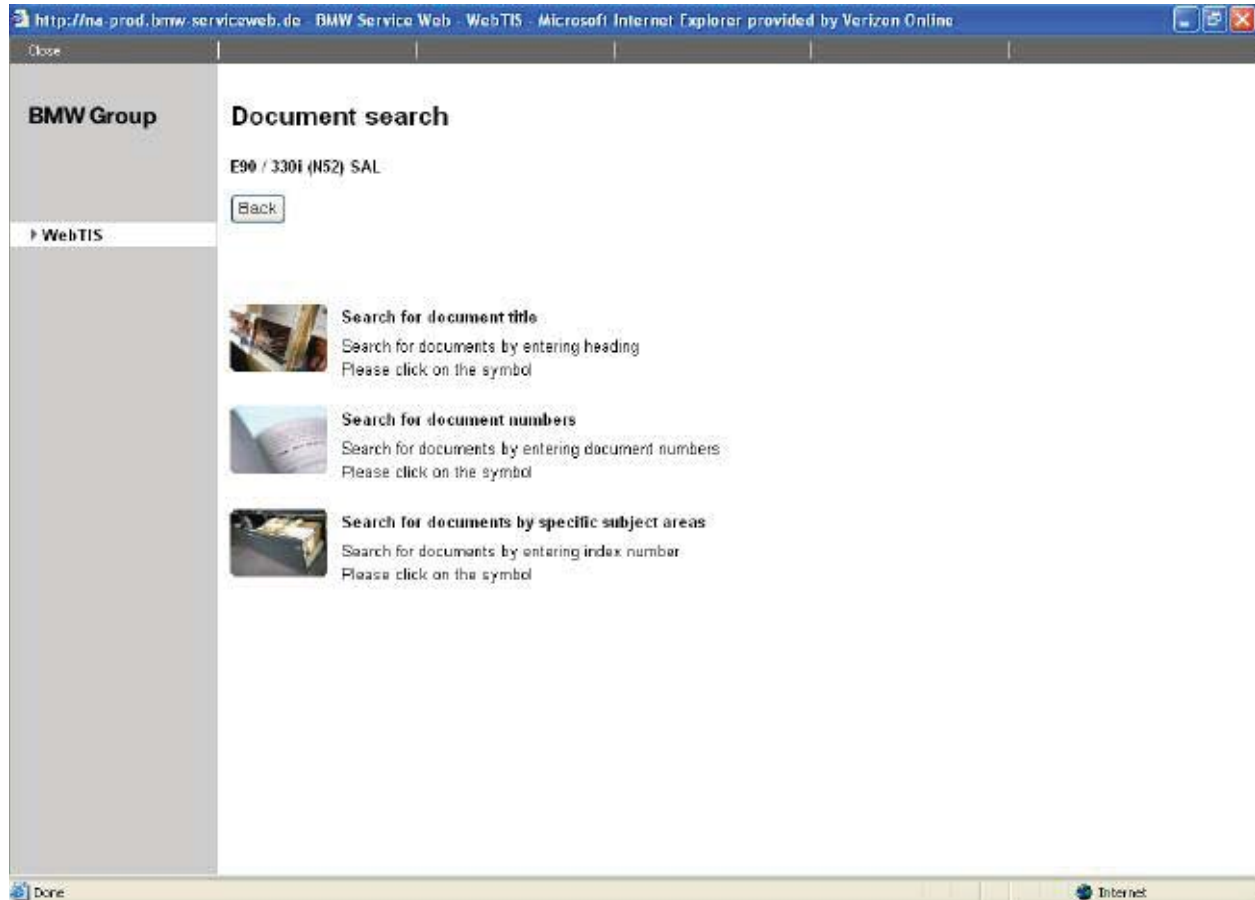 http://na-prod.bmw-serviceweb.de - BMW Service Web - WebTIS - Microsoft Internet Explorer provided by Verizon Online
Close
BMW Group
Document search
E90 / 330i (N52) SAL
Back
WebTIS
Search for document title
Search for documents by entering heading
Please click on the symbol
Search for document numbers
Search for documents by entering document numbers
Please click on the symbol
Search for documents by specific subject areas
Search for documents by entering index number
Please click on the symbol
Done
Internet